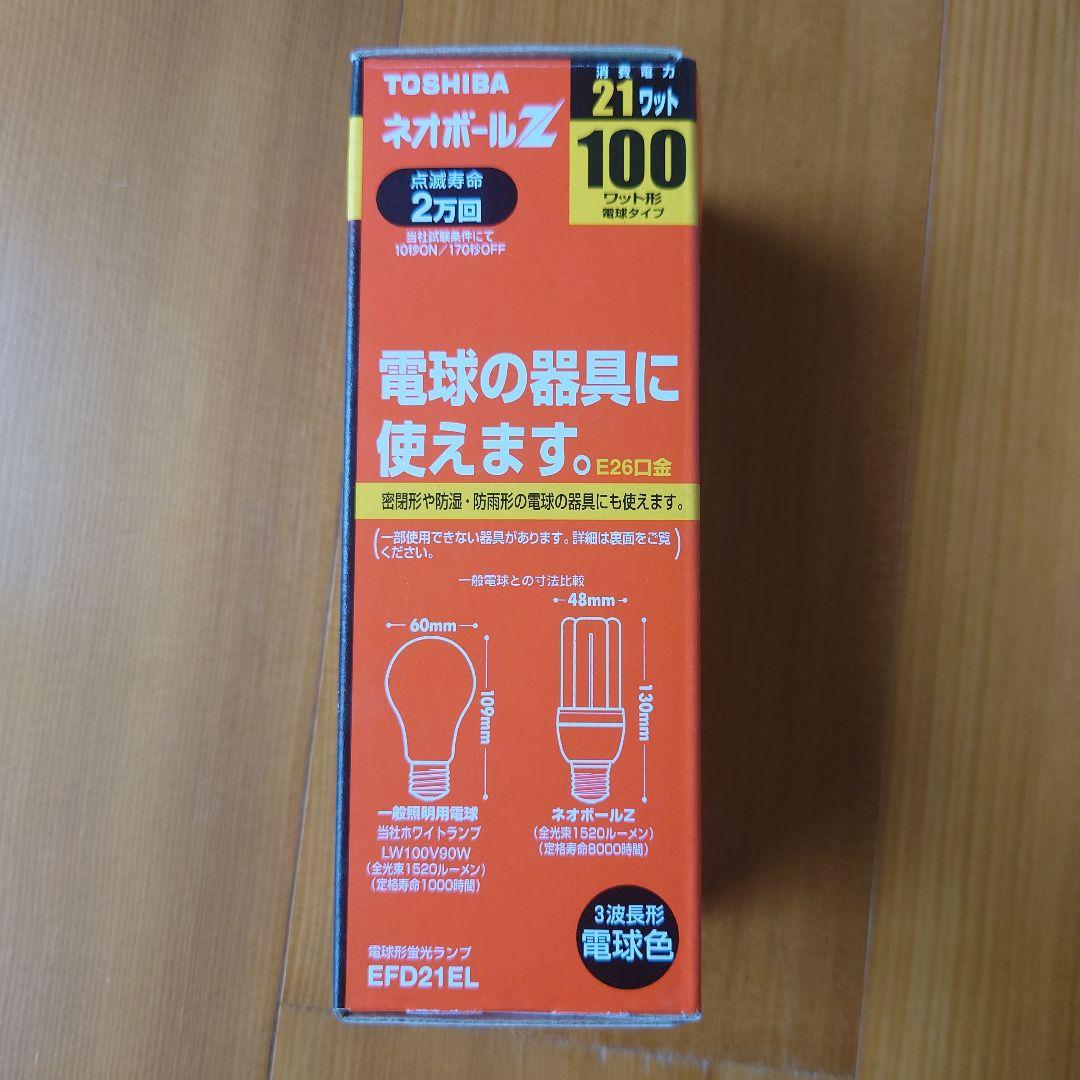 TOSHIBA
ネオボールZ
消費電力
21ワット
100
ワット形
電球タイプ
点滅寿命
2万回
当社試験条件にて
10秒ON/170秒OFF
電球の器具に
使えます。E26口金
密閉形や防湿・防雨形の電球の器具にも使えます。
(一部使用できない器具があります。詳細は裏面をご覧
ください。)
一般電球との寸法比較
60mm
109mm
48mm
130mm
一般照明用電球
当社ホワイトランプ
LW100V90W
(全光束1520ルーメン)
(定格寿命1000時間)
ネオボールZ
(全光束1520ルーメン)
(定格寿命8000時間)
3波長形
電球色
電球形蛍光ランプ
EFD21EL